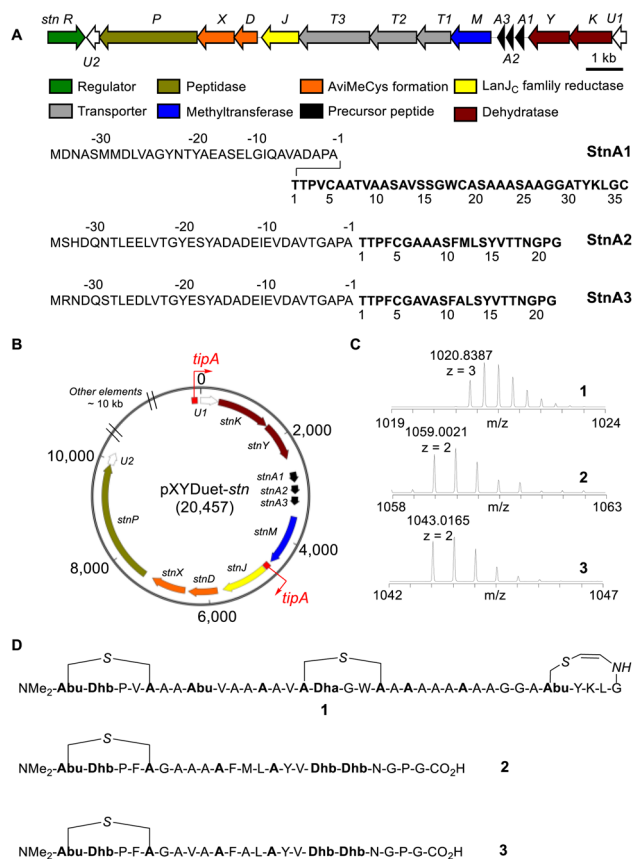 A
stn R P X D J T3 T2 T1 M A3 A1 Y K U1
U2 A2
1 kb
Regulator Peptidase AviMeCys formation LanJC famlily reductase
Transporter Methyltransferase Precursor peptide Dehydratase
-30 -20 -10 -1
MDNASMMDLVAGYNTYAEASELGIQAVADAPA StnA1
TTPVCAATVAASAVSSGWCASAAASAAGGATYKLGC
1 5 10 15 20 25 30 35
-30 -20 -10 -1
MSHDQNTLEELVTGYESYADADEIEVDAVTGAPA TTPFCGAAASFMLSYVTTNGPG StnA2
1 5 10 15 20
-30 -20 -10 -1
MRNDQSTLEDLVTGYESYADADEIEVDAVTGAPA TTPFCGAVASFALSYVTTNGPG StnA3
1 5 10 15 20
B
tipA
0
Other elements
~ 10 kb
U1
stnK
stnY
2,000
10,000
U2
stnA1
stnA2
stnA3
pXYDuet-stn
(20,457)
stnP
stnM
4,000
8,000
stnX
stnD
stnJ
tipA
6,000
C
1020.8387
z = 3
1
1019 m/z 1024
1059.0021
z = 2
2
1058 m/z 1063
1043.0165
z = 2
3
1042 m/z 1047
D
S S S NH
NMe2-Abu-Dhb-P-V-A-A-A-Abu-V-A-A-A-A-V-A-Dha-G-W-A-A-A-A-A-A-A-G-G-A-Abu-Y-K-L-G
1
S
NMe2-Abu-Dhb-P-F-A-G-A-A-A-A-F-M-L-A-Y-V-Dhb-Dhb-N-G-P-G-CO2H 2
S
NMe2-Abu-Dhb-P-F-A-G-A-V-A-A-F-A-L-A-Y-V-Dhb-Dhb-N-G-P-G-CO2H 3